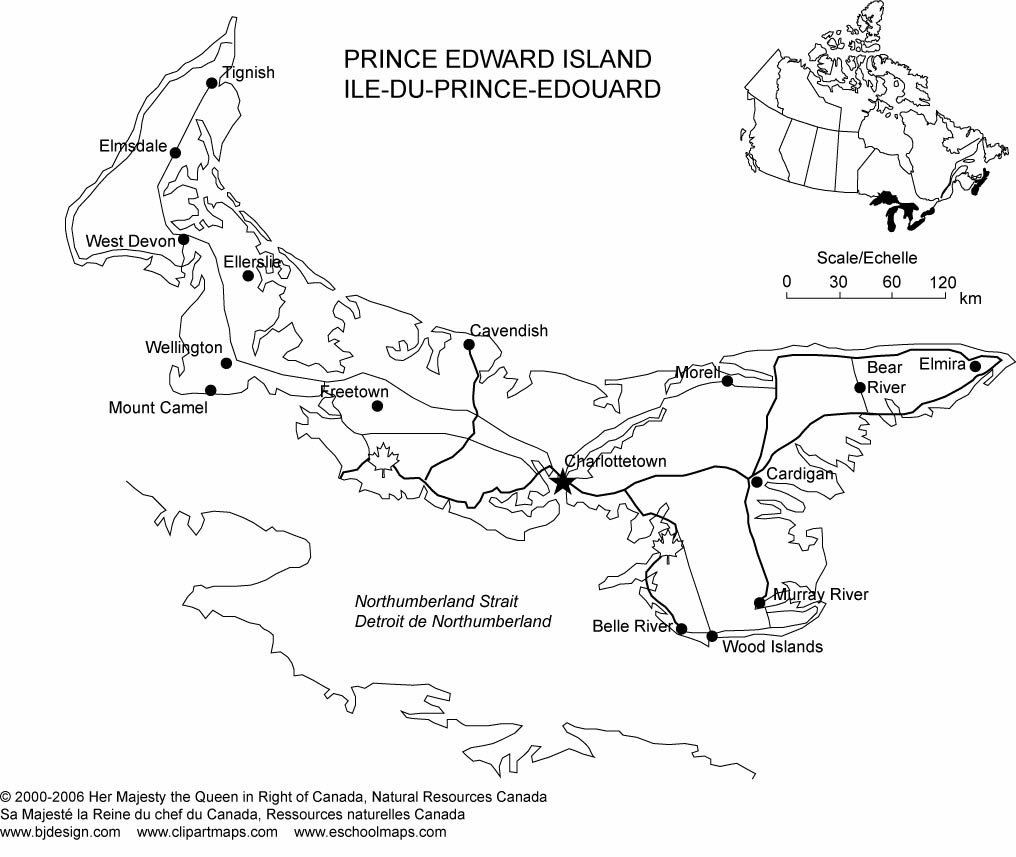 PRINCE EDWARD ISLAND
ILE-DU-PRINCE-EDOUARD
Tignish
Elmsdale
West Devon
Ellerslie
Scale/Echelle
0 30 60 120
km
Cavendish
Wellington
Mount Camel
Freetown
Morell
Bear
River
Elmira
Charlottetown
Cardigan
Northumberland Strait
Detroit de Northumberland
Murray River
Belle River
Wood Islands
© 2000-2006 Her Majesty the Queen in Right of Canada, Natural Resources Canada
Sa Majesté la Reine du chef du Canada, Ressources naturelles Canada
www.bjdesign.com www.clipartmaps.com www.eschoolmaps.com